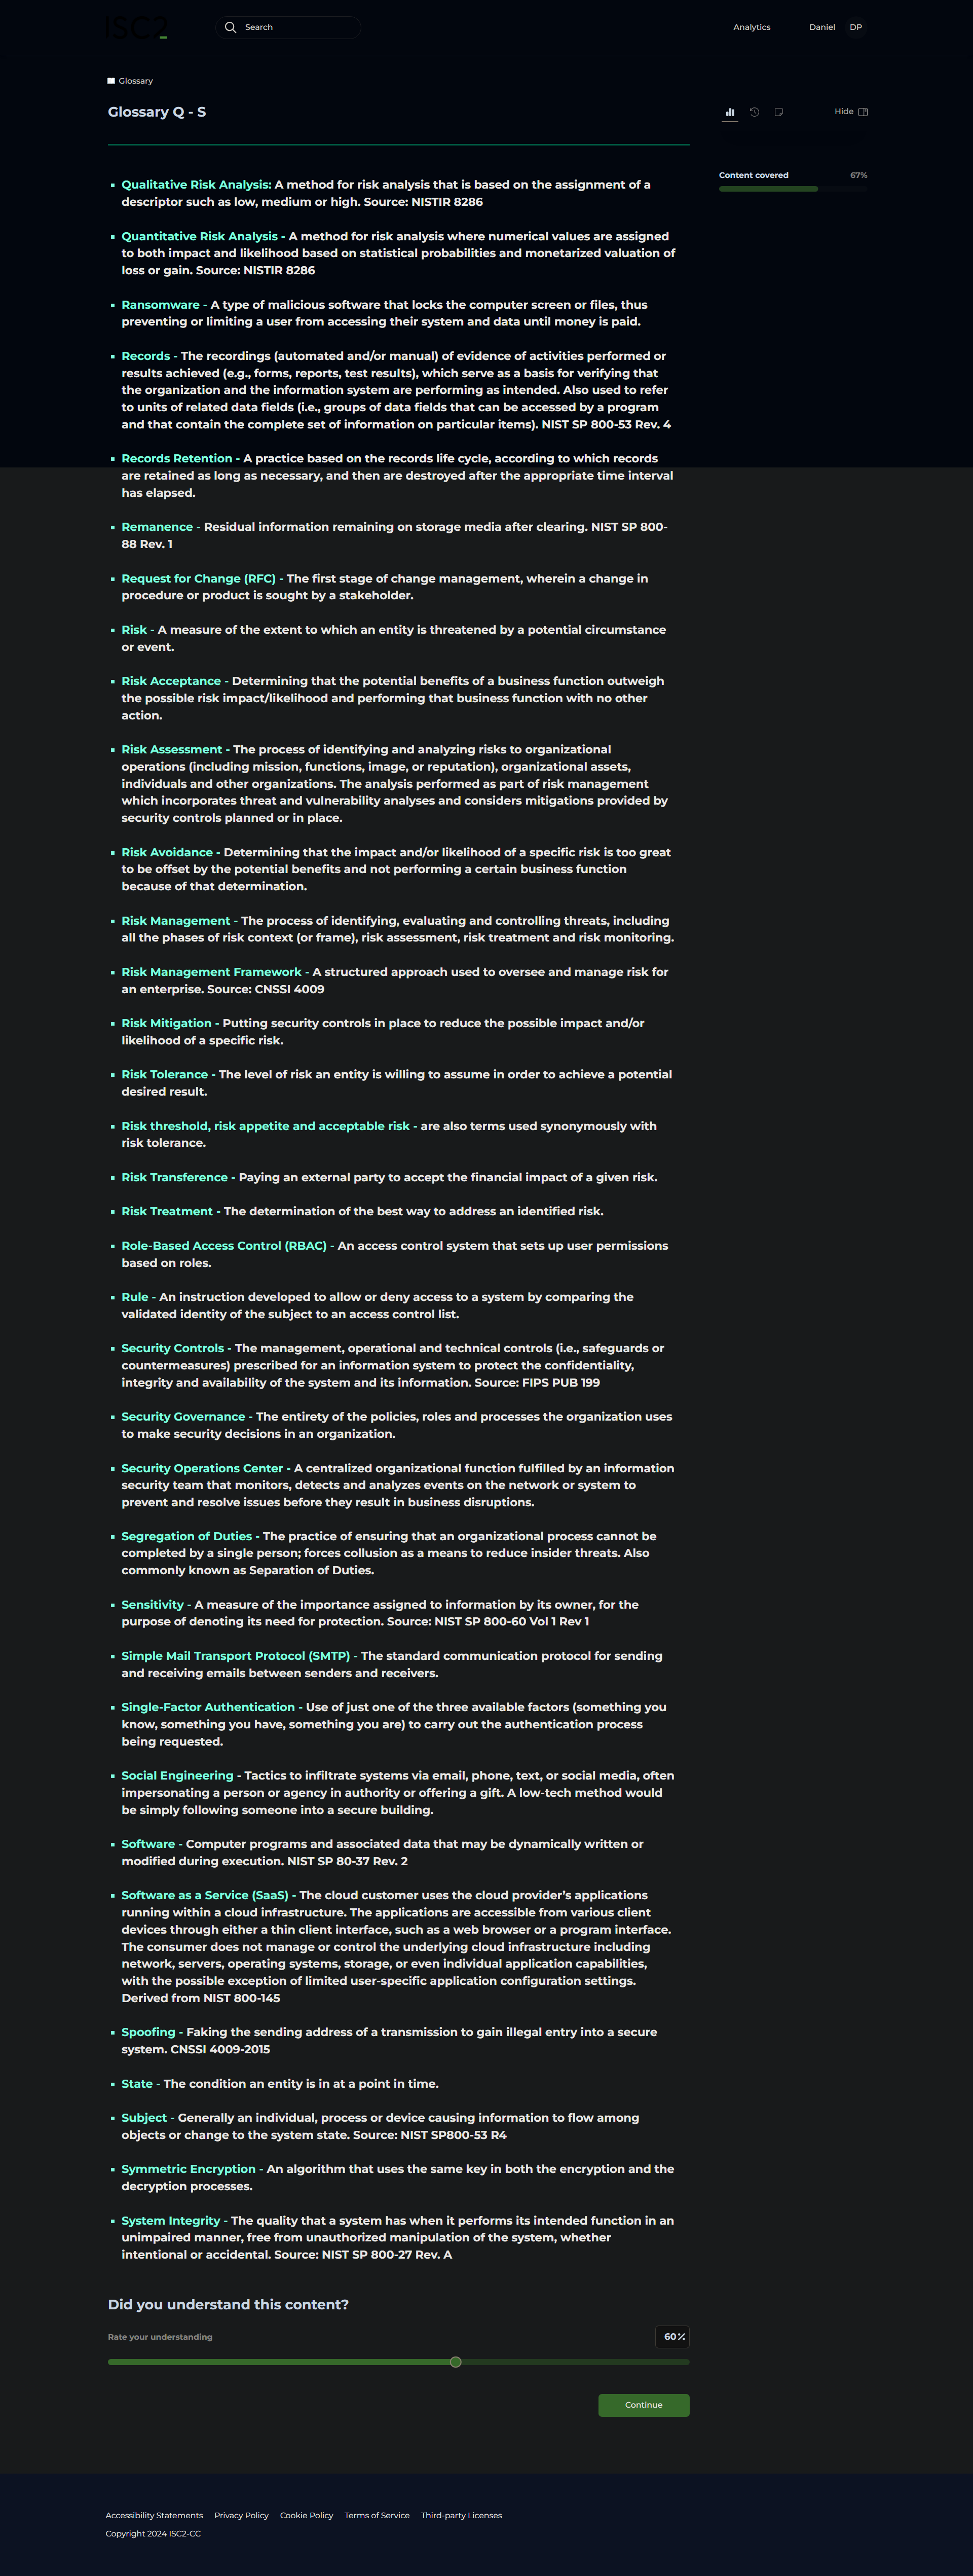 ISC2
Search
Analytics
Daniel
DP
Glossary
Glossary Q - S
Hide
Content covered
67%
Qualitative Risk Analysis: A method for risk analysis that is based on the assignment of a
descriptor such as low, medium or high. Source: NISTIR 8286
Quantitative Risk Analysis - A method for risk analysis where numerical values are assigned
to both impact and likelihood based on statistical probabilities and monetarized valuation of
loss or gain. Source: NISTIR 8286
Ransomware - A type of malicious software that locks the computer screen or files, thus
preventing or limiting a user from accessing their system and data until money is paid.
Records - The recordings (automated and/or manual) of evidence of activities performed or
results achieved (e.g., forms, reports, test results), which serve as a basis for verifying that
the organization and the information system are performing as intended. Also used to refer
to units of related data fields (i.e., groups of data fields that can be accessed by a program
and that contain the complete set of information on particular items). NIST SP 800-53 Rev. 4
Records Retention - A practice based on the records life cycle, according to which records
are retained as long as necessary, and then are destroyed after the appropriate time interval
has elapsed.
Remanence - Residual information remaining on storage media after clearing. NIST SP 800-
88 Rev. 1
Request for Change (RFC) - The first stage of change management, wherein a change in
procedure or product is sought by a stakeholder.
Risk - A measure of the extent to which an entity is threatened by a potential circumstance
or event.
Risk Acceptance - Determining that the potential benefits of a business function outweigh
the possible risk impact/likelihood and performing that business function with no other
action.
Risk Assessment - The process of identifying and analyzing risks to organizational
operations (including mission, functions, image, or reputation), organizational assets,
individuals and other organizations. The analysis performed as part of risk management
which incorporates threat and vulnerability analyses and considers mitigations provided by
security controls planned or in place.
Risk Avoidance - Determining that the impact and/or likelihood of a specific risk is too great
to be offset by the potential benefits and not performing a certain business function
because of that determination.
Risk Management - The process of identifying, evaluating and controlling threats, including
all the phases of risk context (or frame), risk assessment, risk treatment and risk monitoring.
Risk Management Framework - A structured approach used to oversee and manage risk for
an enterprise. Source: CNSSI 4009
Risk Mitigation - Putting security controls in place to reduce the possible impact and/or
likelihood of a specific risk.
Risk Tolerance - The level of risk an entity is willing to assume in order to achieve a potential
desired result.
Risk threshold, risk appetite and acceptable risk - are also terms used synonymously with
risk tolerance.
Risk Transference - Paying an external party to accept the financial impact of a given risk.
Risk Treatment - The determination of the best way to address an identified risk.
Role-Based Access Control (RBAC) - An access control system that sets up user permissions
based on roles.
Rule - An instruction developed to allow or deny access to a system by comparing the
validated identity of the subject to an access control list.
Security Controls - The management, operational and technical controls (i.e., safeguards or
countermeasures) prescribed for an information system to protect the confidentiality,
integrity and availability of the system and its information. Source: FIPS PUB 199
Security Governance - The entirety of the policies, roles and processes the organization uses
to make security decisions in an organization.
Security Operations Center - A centralized organizational function fulfilled by an information
security team that monitors, detects and analyzes events on the network or system to
prevent and resolve issues before they result in business disruptions.
Segregation of Duties - The practice of ensuring that an organizational process cannot be
completed by a single person; forces collusion as a means to reduce insider threats. Also
commonly known as Separation of Duties.
Sensitivity - A measure of the importance assigned to information by its owner, for the
purpose of denoting its need for protection. Source: NIST SP 800-60 Vol 1 Rev 1
Simple Mail Transport Protocol (SMTP) - The standard communication protocol for sending
and receiving emails between senders and receivers.
Single-Factor Authentication - Use of just one of the three available factors (something you
know, something you have, something you are) to carry out the authentication process
being requested.
Social Engineering - Tactics to infiltrate systems via email, phone, text, or social media, often
impersonating a person or agency in authority or offering a gift. A low-tech method would
be simply following someone into a secure building.
Software - Computer programs and associated data that may be dynamically written or
modified during execution. NIST SP 80-37 Rev. 2
Software as a Service (SaaS) - The cloud customer uses the cloud provider’s applications
running within a cloud infrastructure. The applications are accessible from various client
devices through either a thin client interface, such as a web browser or a program interface.
The consumer does not manage or control the underlying cloud infrastructure including
network, servers, operating systems, storage, or even individual application capabilities,
with the possible exception of limited user-specific application configuration settings.
Derived from NIST 800-145
Spoofing - Faking the sending address of a transmission to gain illegal entry into a secure
system. CNSSI 4009-2015
State - The condition an entity is in at a point in time.
Subject - Generally an individual, process or device causing information to flow among
objects or change to the system state. Source: NIST SP800-53 R4
Symmetric Encryption - An algorithm that uses the same key in both the encryption and the
decryption processes.
System Integrity - The quality that a system has when it performs its intended function in an
unimpaired manner, free from unauthorized manipulation of the system, whether
intentional or accidental. Source: NIST SP 800-27 Rev. A
Did you understand this content?
Rate your understanding
60%
Continue
Accessibility Statements Privacy Policy Cookie Policy Terms of Service Third-party Licenses
Copyright 2024 ISC2-CC